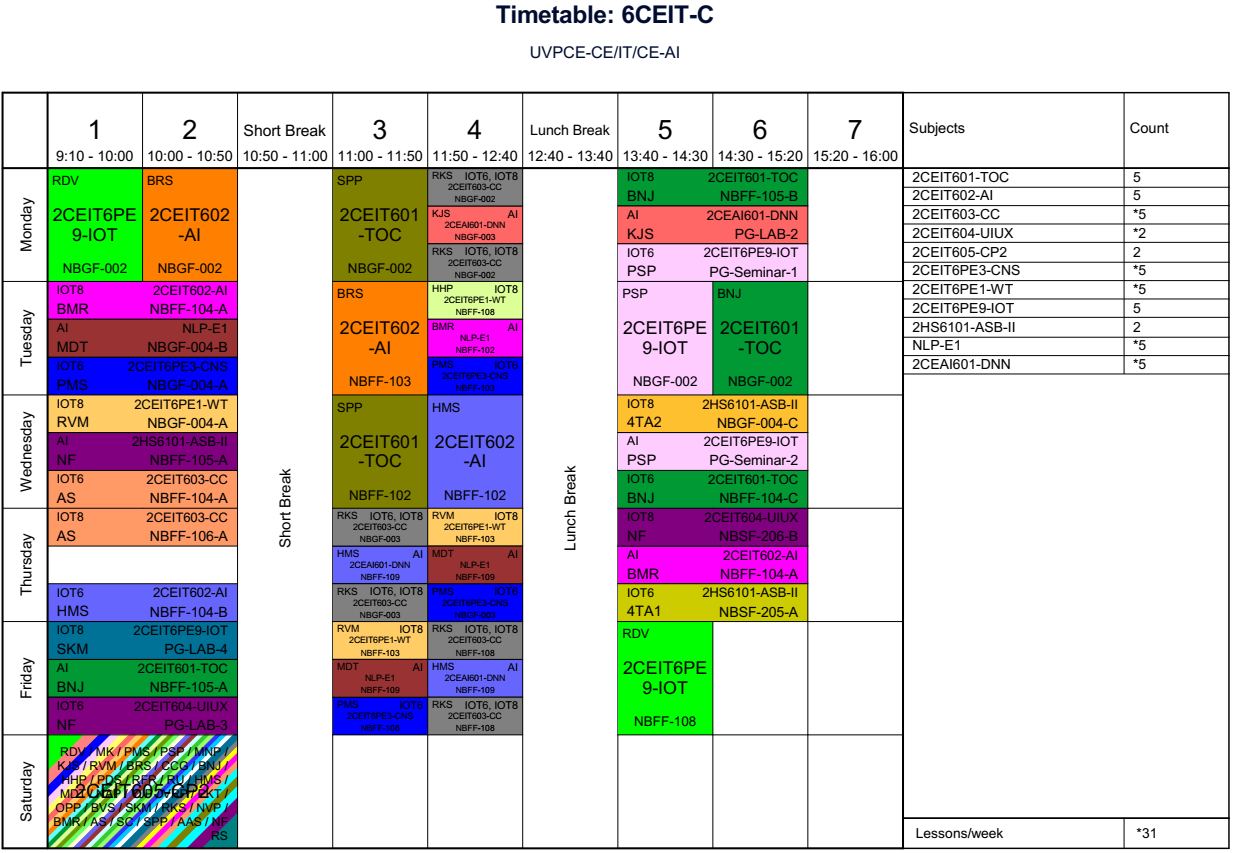 Timetable: 6CEIT-C
UVPCE-CE/IT/CE-AI
1 2 Short Break 3 4 Lunch Break 5 6 7 Subjects Count
9:10 - 10:00 10:00 - 10:50 10:50 - 11:00 11:00 - 11:50 11:50 - 12:40 12:40 - 13:40 13:40 - 14:30 14:30 - 15:20 15:20 - 16:00
Monday
RDV
2CEIT6PE
9-IOT
NBGF-002
BRS
2CEIT602
-AI
NBGF-002
SPP
2CEIT601
-TOC
NBGF-002
RKS IOT6, IOT8
2CEIT603-CC
NBGF-002
KJS AI
2CEAI601-DNN
NBGF-003
RKS IOT6, IOT8
2CEIT603-CC
NBGF-002
IOT8 2CEIT601-TOC
BNJ NBFF-105-B
AI 2CEAI601-DNN
KJS PG-LAB-2
IOT6 2CEIT6PE9-IOT
PSP PG-Seminar-1
Tuesday
IOT8 2CEIT602-AI
BMR NBFF-104-A
AI NLP-E1
MDT NBGF-004-B
IOT6 2CEIT6PE3-CNS
PMS NBGF-004-A
BRS
2CEIT602
-AI
NBFF-103
HHP IOT8
2CEIT6PE1-WT
NBFF-108
BMR AI
NLP-E1
NBFF-102
PMS IOT6
2CEIT6PE3-CNS
NBFF-103
PSP
2CEIT6PE
9-IOT
NBGF-002
BNJ
2CEIT601
-TOC
NBGF-002
Wednesday
IOT8 2CEIT6PE1-WT
RVM NBGF-004-A
AI 2HS6101-ASB-II
NF NBFF-105-A
IOT6 2CEIT603-CC
AS NBFF-104-A
SPP
2CEIT601
-TOC
NBFF-102
HMS
2CEIT602
-AI
NBFF-102
IOT8 2HS6101-ASB-II
4TA2 NBGF-004-C
AI 2CEIT6PE9-IOT
PSP PG-Seminar-2
IOT6 2CEIT601-TOC
BNJ NBFF-104-C
Short Break
Lunch Break
Thursday
IOT8 2CEIT603-CC
AS NBFF-106-A
IOT6 2CEIT602-AI
HMS NBFF-104-B
RKS IOT6, IOT8
2CEIT603-CC
NBGF-003
HMS AI
2CEAI601-DNN
NBFF-109
RKS IOT6, IOT8
2CEIT603-CC
NBGF-003
RVM IOT8
2CEIT6PE1-WT
NBFF-103
MDT AI
NLP-E1
NBFF-109
PMS IOT6
2CEIT6PE3-CNS
NBGF-003
IOT8 2CEIT604-UIUX
NF NBSF-206-B
AI 2CEIT602-AI
BMR NBFF-104-A
IOT6 2HS6101-ASB-II
4TA1 NBSF-205-A
Friday
IOT8 2CEIT6PE9-IOT
SKM PG-LAB-4
AI 2CEIT601-TOC
BNJ NBFF-105-A
IOT6 2CEIT604-UIUX
NF PG-LAB-3
RVM IOT8
2CEIT6PE1-WT
NBFF-103
MDT AI
NLP-E1
NBFF-109
PMS IOT6
2CEIT6PE3-CNS
NBFF-108
RKS IOT6, IOT8
2CEIT603-CC
NBFF-108
HMS AI
2CEAI601-DNN
NBFF-109
RKS IOT6, IOT8
2CEIT603-CC
NBFF-108
RDV
2CEIT6PE
9-IOT
NBFF-108
Saturday
RDV / MK / PMS / PSP / MNP /
KJS / RVM / BRS / CCG / BNJ /
HHP / PDS / RFR / RU / HMS /
2CEIT605-CP2
OPP / BVS / SKM / RKS / NVP /
BMR / AS / SC / SPP / AAS / NF
RS
2CEIT601-TOC 5
2CEIT602-AI 5
2CEIT603-CC *5
2CEIT604-UIUX *2
2CEIT605-CP2 2
2CEIT6PE3-CNS *5
2CEIT6PE1-WT *5
2CEIT6PE9-IOT 5
2HS6101-ASB-II 2
NLP-E1 *5
2CEAI601-DNN *5
Lessons/week *31